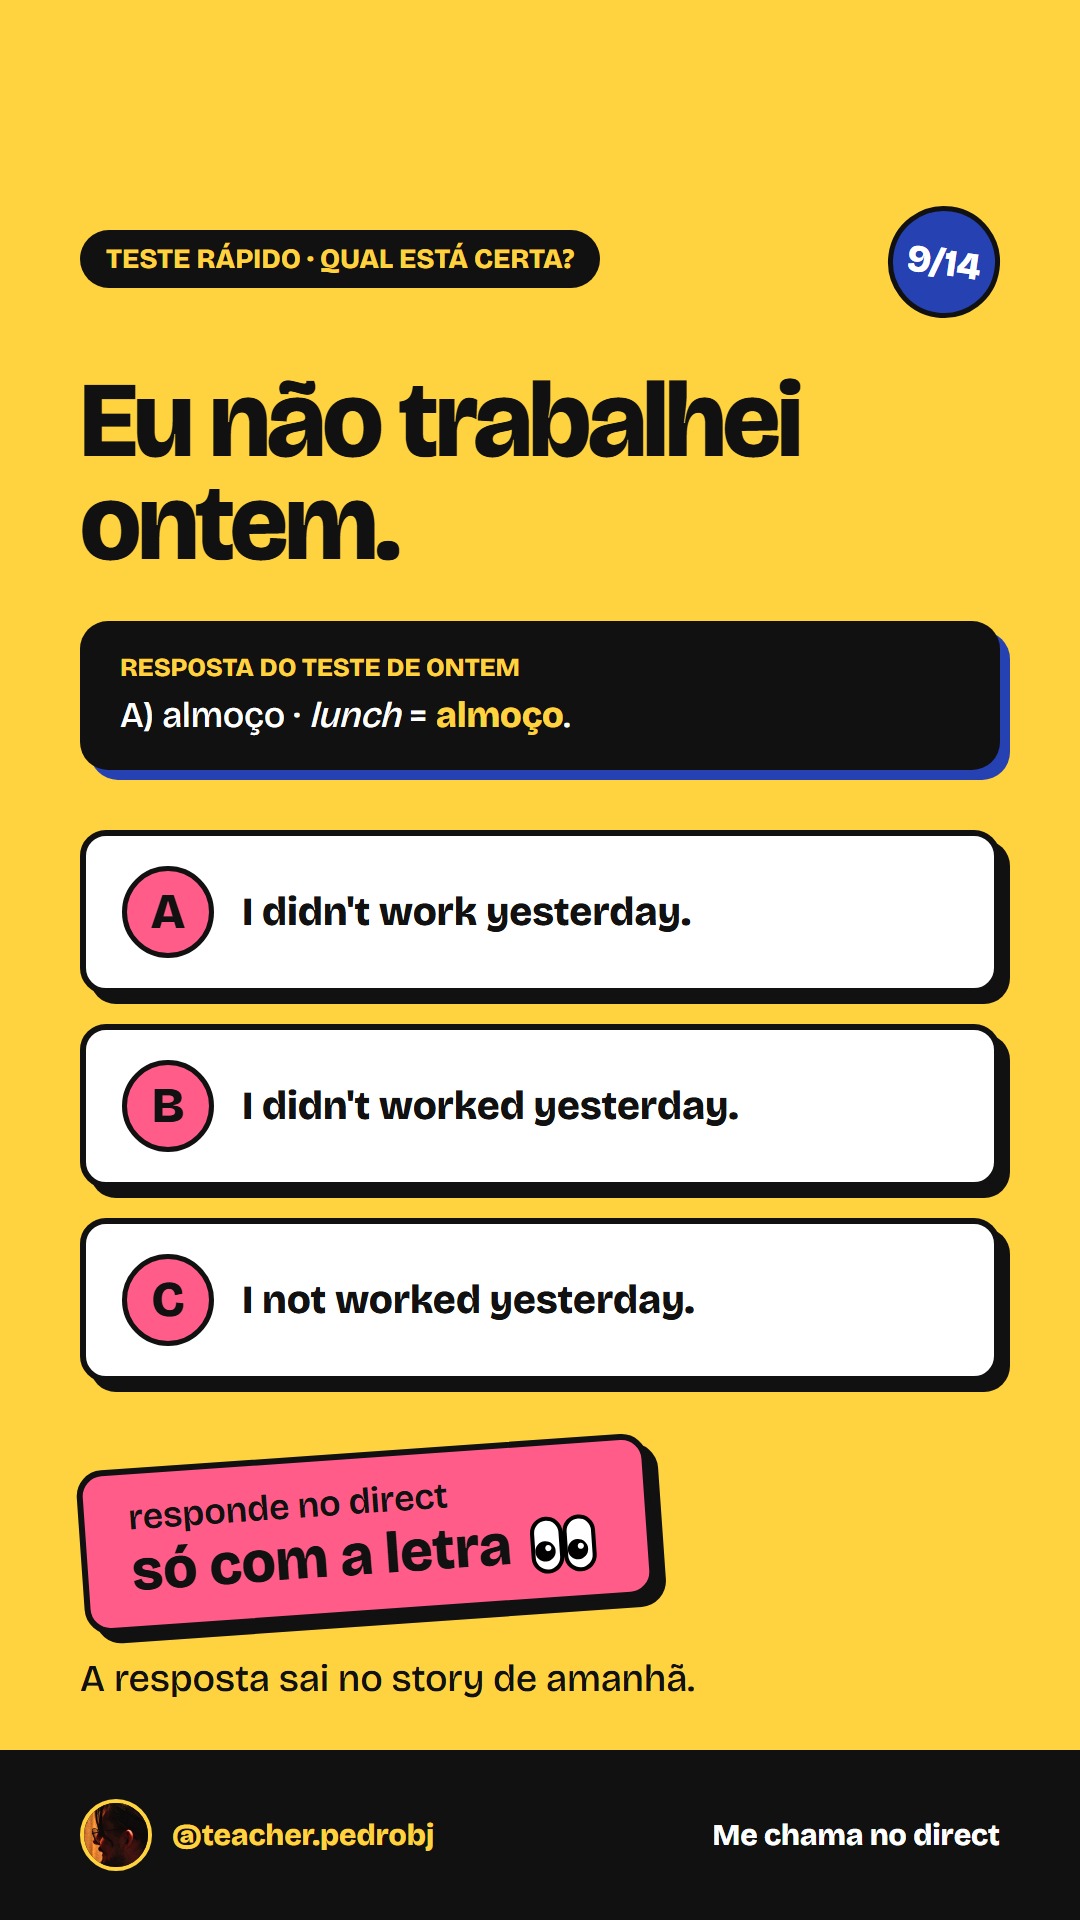 TESTE RÁPIDO · QUAL ESTÁ CERTA?
9/14
Eu não trabalhei
ontem.
RESPOSTA DO TESTE DE ONTEM
A) almoço · lunch = almoço.
A
I didn't work yesterday.
B
I didn't worked yesterday.
C
I not worked yesterday.
responde no direct
só com a letra 👀
A resposta sai no story de amanhã.
@teacher.pedrobj
Me chama no direct